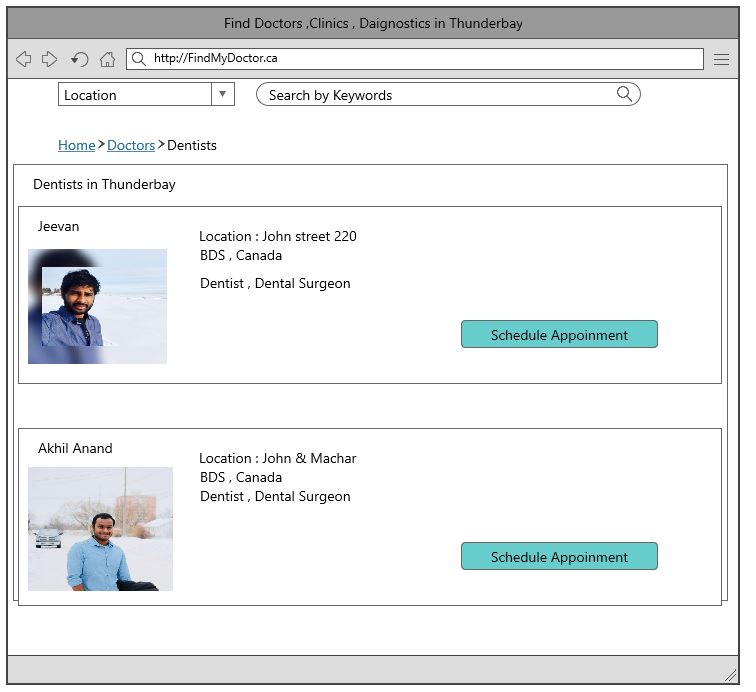 Find Doctors ,Clinics , Daignostics in Thunderbay
http://FindMyDoctor.ca
Location
Search by Keywords
Home > Doctors > Dentists
Dentists in Thunderbay
Jeevan
Location : John street 220
BDS , Canada
Dentist , Dental Surgeon
Schedule Appoinment
Akhil Anand
Location : John & Machar
BDS , Canada
Dentist , Dental Surgeon
Schedule Appoinment